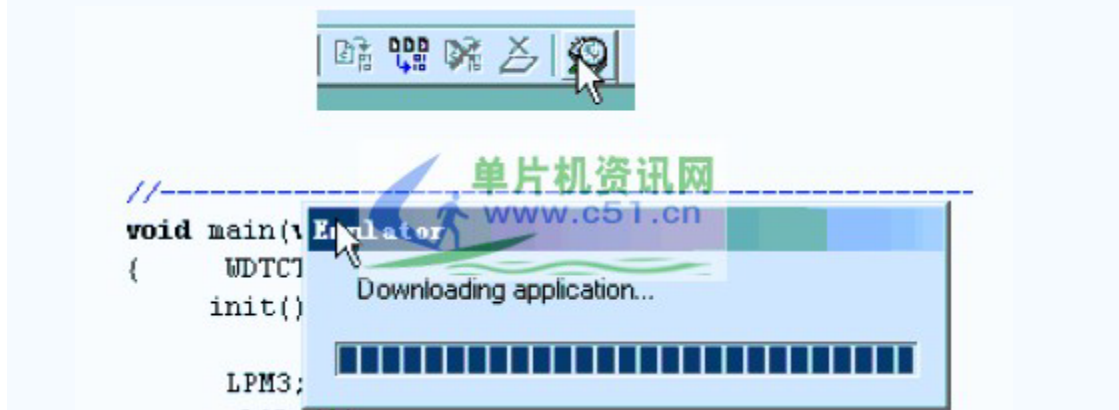 单片机资讯网
www.c51.cn
//--------------------------------------------------
void main(
Emulator
{ WDTCT
Downloading application...
init()
LPM3;